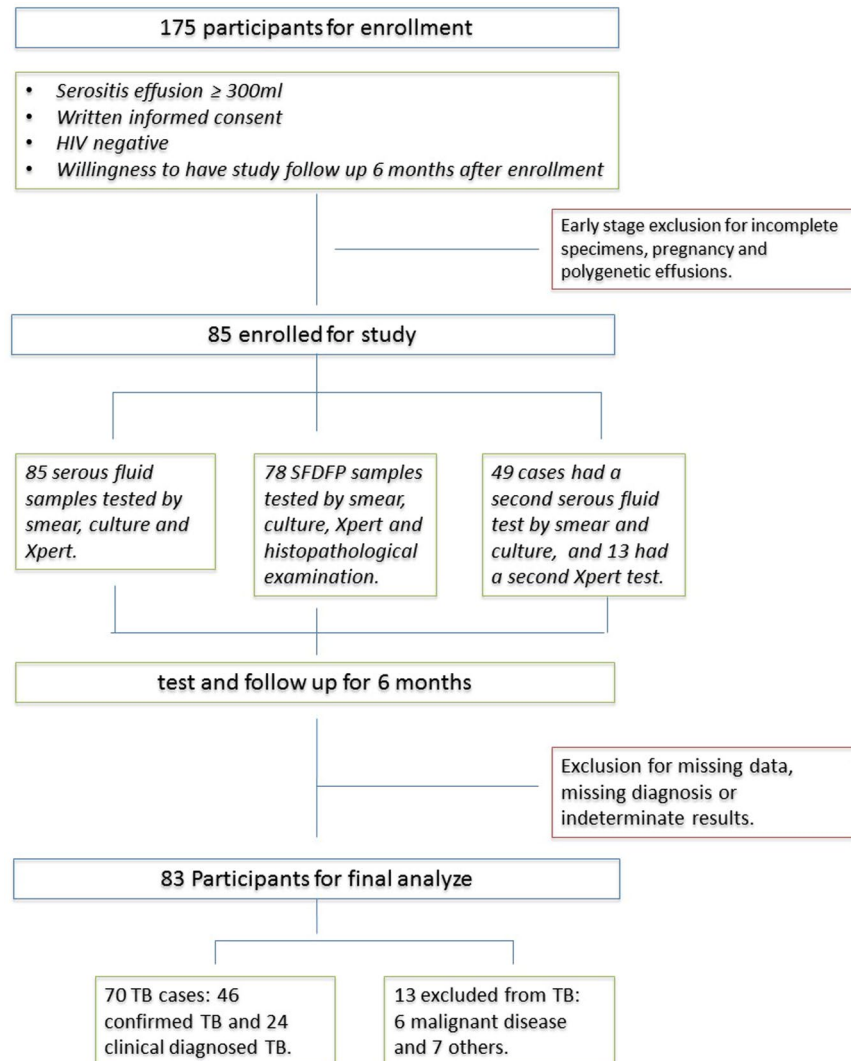 175 participants for enrollment
• Serositis effusion ≥ 300ml
• Written informed consent
• HIV negative
• Willingness to have study follow up 6 months after enrollment
Early stage exclusion for incomplete
specimens, pregnancy and
polygenetic effusions.
85 enrolled for study
85 serous fluid
samples tested by
smear, culture and
Xpert.
78 SFDFP samples
tested by smear,
culture, Xpert and
histopathological
examination.
49 cases had a
second serous fluid
test by smear and
culture, and 13 had
a second Xpert test.
test and follow up for 6 months
Exclusion for missing data,
missing diagnosis or
indeterminate results.
83 Participants for final analyze
70 TB cases: 46
confirmed TB and 24
clinical diagnosed TB.
13 excluded from TB:
6 malignant disease
and 7 others.